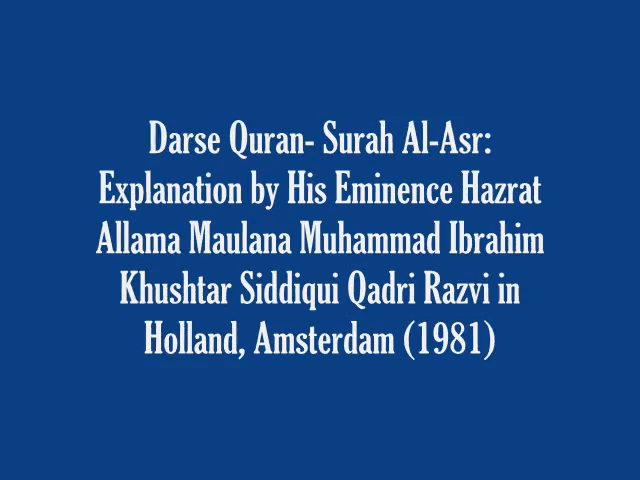 Darse Quran- Surah Al-Asr:
Explanation by His Eminence Hazrat
Allama Maulana Muhammad Ibrahim
Khushtar Siddiqui Qadri Razvi in
Holland, Amsterdam (1981)